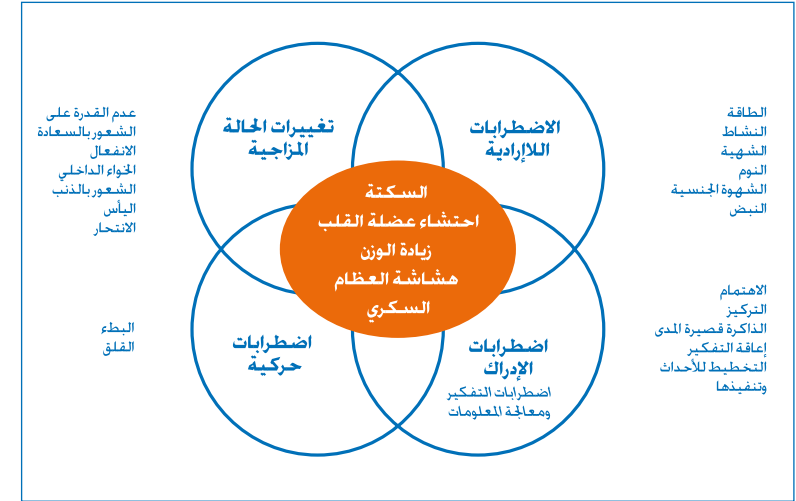 الاضطرابات
اللاإرادية
الطاقة
النشاط
الشهية
النوم
الشهوة الجنسية
النبض
تغييرات الحالة
المزاجية
عدم القدرة على
الشعور بالسعادة
الانفعال
الخواء الداخلي
الشعور بالذنب
اليأس
الانتحار
السكتة
احتشاء عضلة القلب
زيادة الوزن
هشاشة العظام
السكري
اضطرابات
الإدراك
اضطرابات التفكير
ومعالجة المعلومات
الاهتمام
التركيز
الذاكرة قصيرة المدى
إعاقة التفكير
التخطيط للأحداث
وتنفيذها
اضطرابات
حركية
البطء
القلق